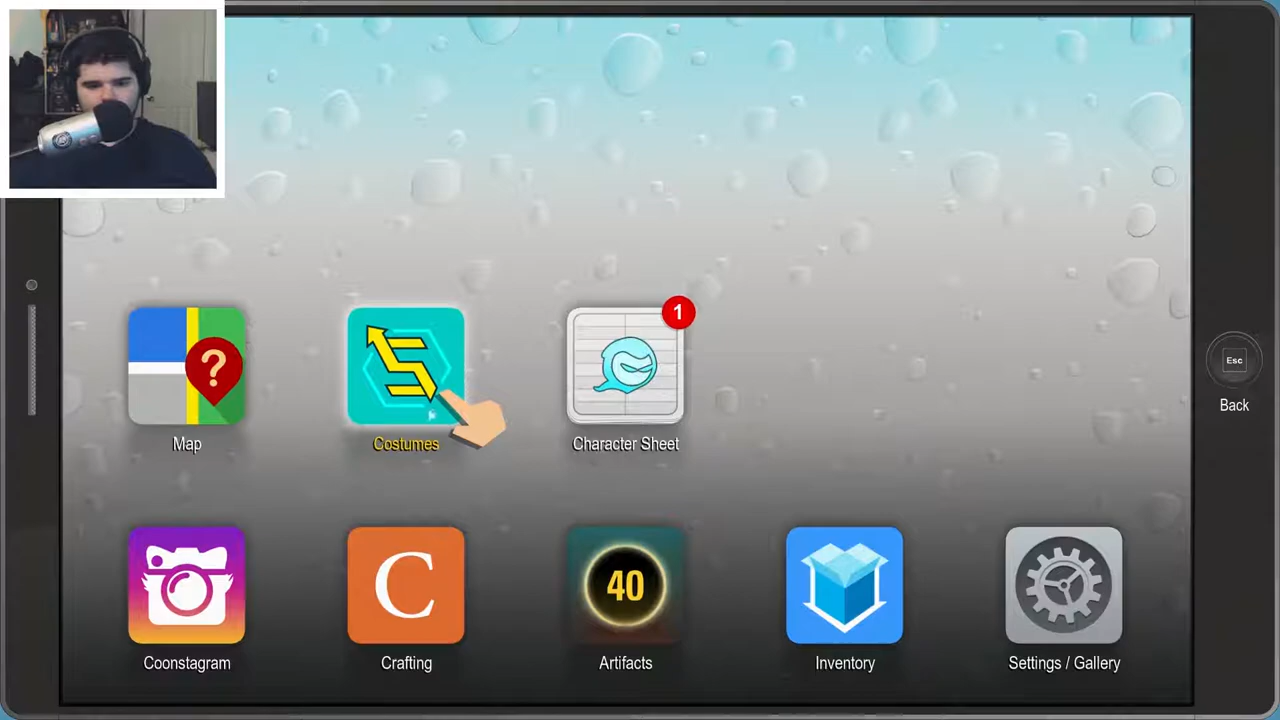 1
?
Map
Costumes
Character Sheet
Esc
Back
C
40
Coonstagram
Crafting
Artifacts
Inventory
Settings / Gallery